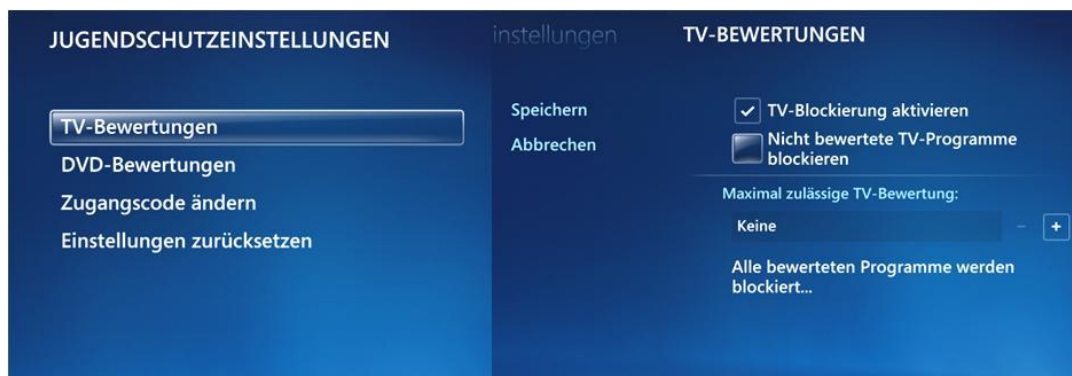 JUGENDSCHUTZEINSTELLUNGEN
TV-Bewertungen
DVD-Bewertungen
Zugangscode ändern
Einstellungen zurücksetzen
instellungen
TV-BEWERTUNGEN
Speichern
Abbrechen
TV-Blockierung aktivieren
Nicht bewertete TV-Programme
blockieren
Maximal zulässige TV-Bewertung:
Keine - +
Alle bewerteten Programme werden
blockiert...